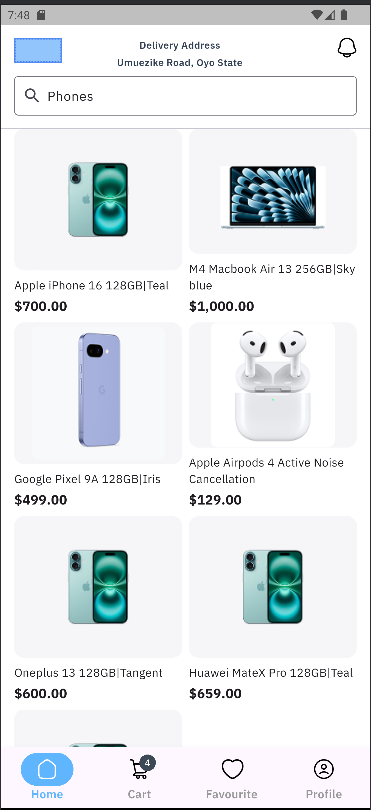 7:48
Delivery Address
Umuezike Road, Oyo State
Phones
Apple iPhone 16 128GB|Teal
$700.00
M4 Macbook Air 13 256GB|Sky
blue
$1,000.00
Google Pixel 9A 128GB|Iris
$499.00
Apple Airpods 4 Active Noise
Cancellation
$129.00
Oneplus 13 128GB|Tangent
$600.00
Huawei MateX Pro 128GB|Teal
$659.00
4
Home
Cart
Favourite
Profile